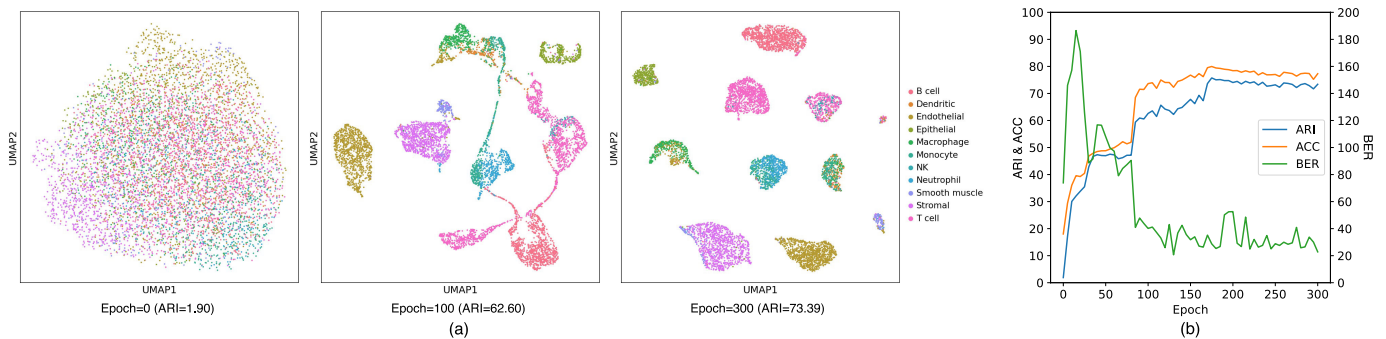 UMAP2
UMAP1
Epoch=0 (ARI=1.90)
UMAP2
UMAP1
Epoch=100 (ARI=62.60)
UMAP2
UMAP1
Epoch=300 (ARI=73.39)
B cell
Dendritic
Endothelial
Epithelial
Macrophage
Monocyte
NK
Neutrophil
Smooth muscle
Stromal
T cell
(a)
ARI & ACC
100
90
80
70
60
50
40
30
20
10
0
0 50 100 150 200 250 300
Epoch
200
180
160
140
120
100
80
60
40
20
0
BER
ARI
ACC
BER
(b)